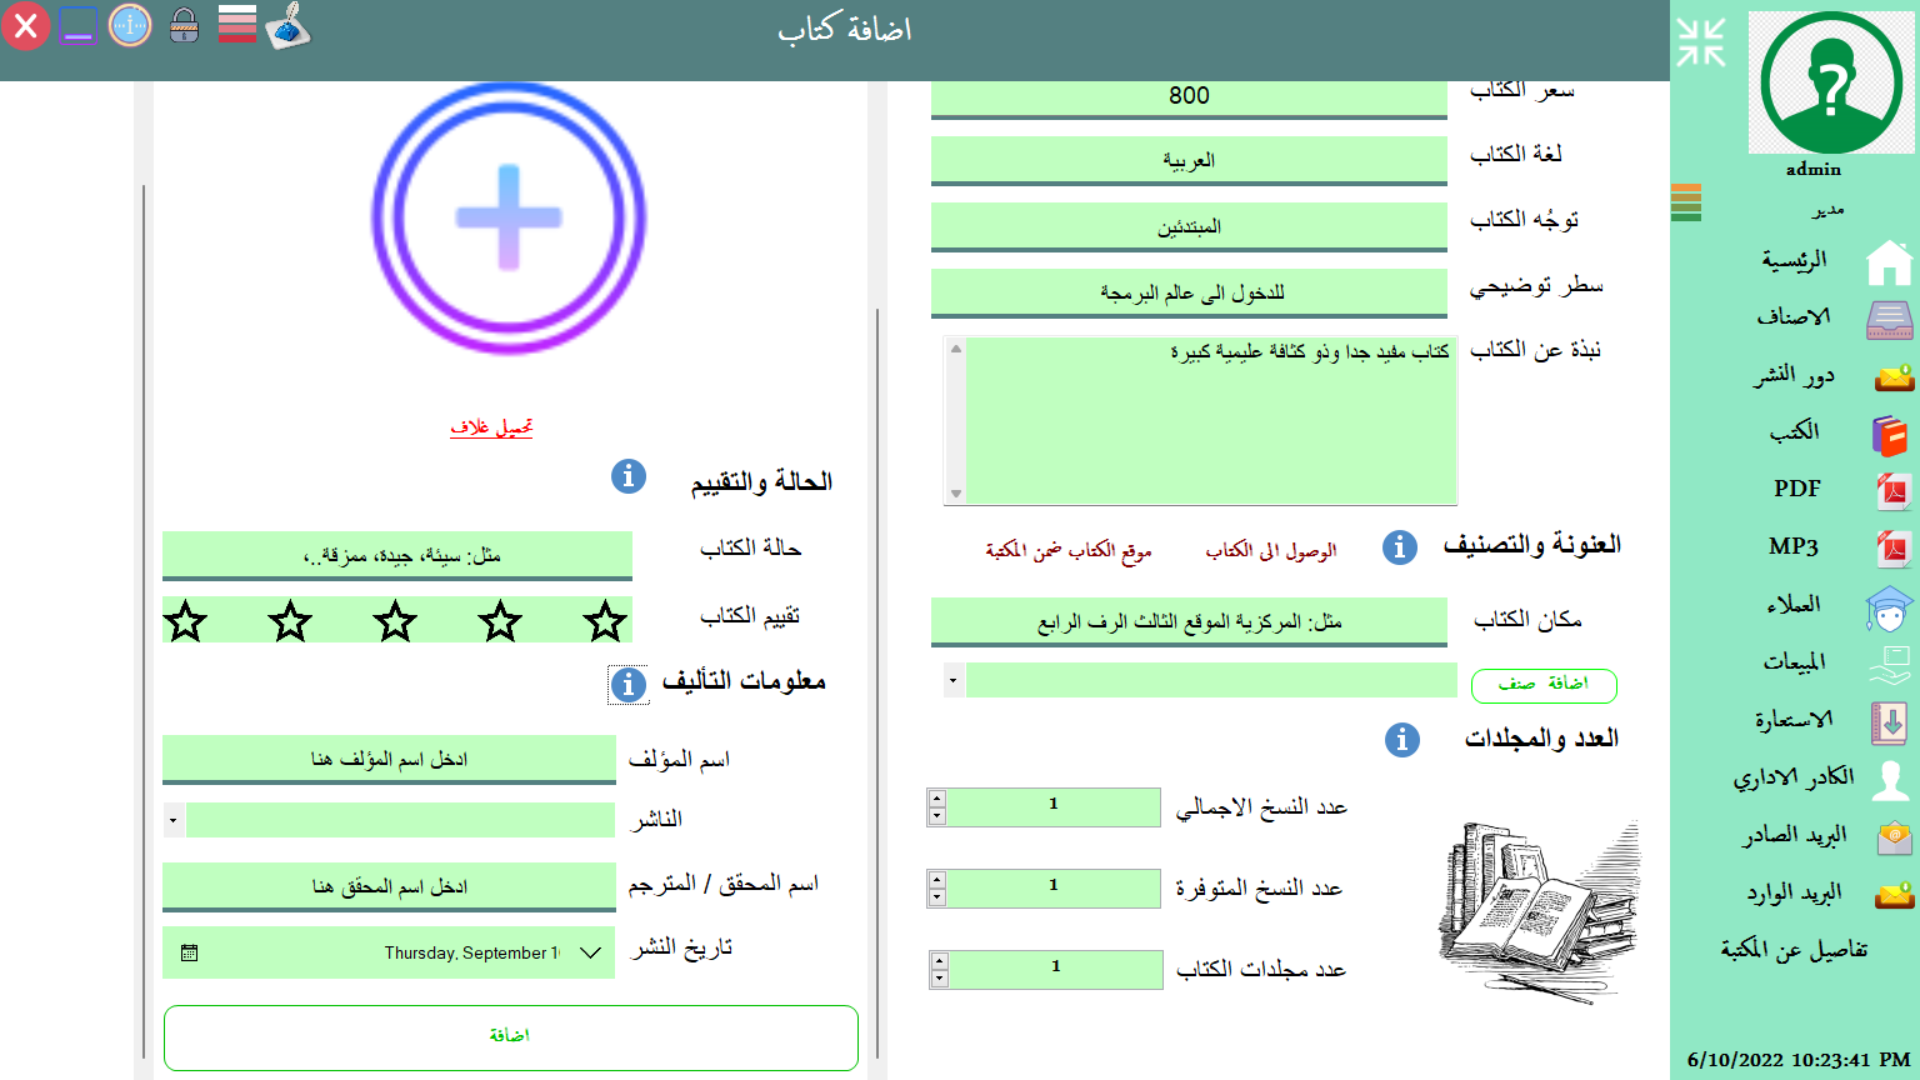 اضافة كتاب
admin
مدير
الرئيسية
الاصناف
دور النشر
الكتب
PDF
MP3
العملاء
المبيعات
الاستعارة
الكادر الاداري
البريد الصادر
البريد الوارد
تفاصيل عن المكتبة
6/10/2022 10:23:41 PM
سعر الكتاب 800
لغة الكتاب العربية
توجُه الكتاب المبتدئين
سطر توضيحي للدخول الى عالم البرمجة
نبذة عن الكتاب كتاب مفيد جدا وذو كثافة عليمية كبيرة
العنونة والتصنيف الوصول الى الكتاب موقع الكتاب ضمن المكتبة
مكان الكتاب مثل: المركزية الموقع الثالث الرف الرابع
اضافة صنف
العدد والمجلدات
عدد النسخ الاجمالي 1
عدد النسخ المتوفرة 1
عدد مجلدات الكتاب 1
تحميل غلاف
الحالة والتقييم
حالة الكتاب مثل: سيئة، جيدة، ممزقة..،
تقييم الكتاب
معلومات التأليف
اسم المؤلف ادخل اسم المؤلف هنا
الناشر
اسم المحقق / المترجم ادخل اسم المحقق هنا
تاريخ النشر Thursday, September 1
اضافة